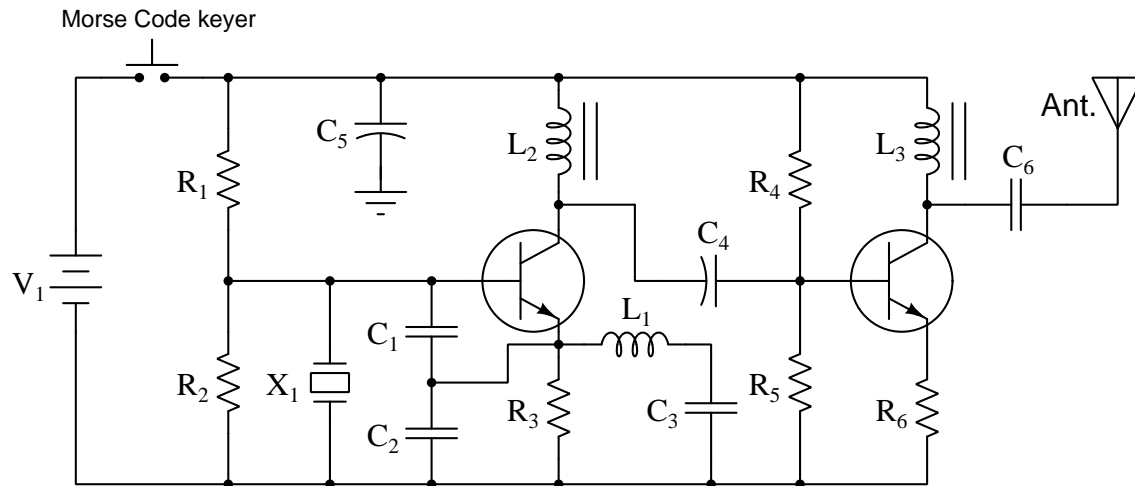 Morse Code keyer
Ant.
C5
L2
L3
C6
R1
R4
C4
V1
L1
C1
R2
X1
R3
C3
R5
R6
C2